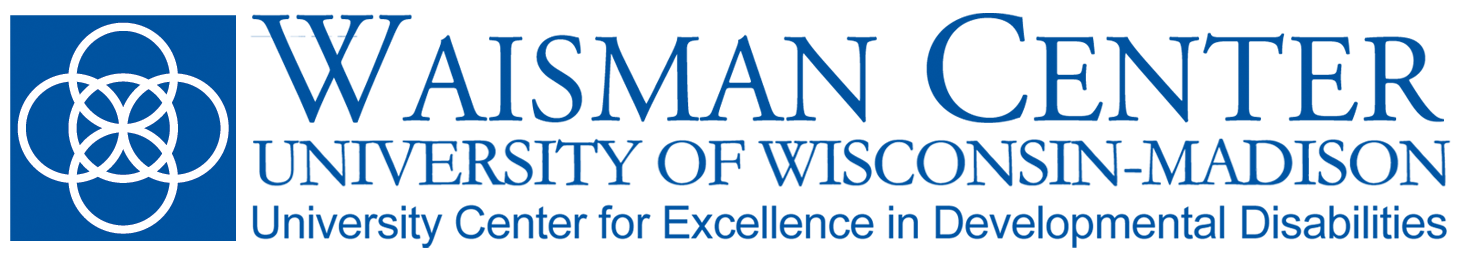 WAISMAN CENTER
UNIVERSITY OF WISCONSIN-MADISON
University Center for Excellence in Developmental Disabilities